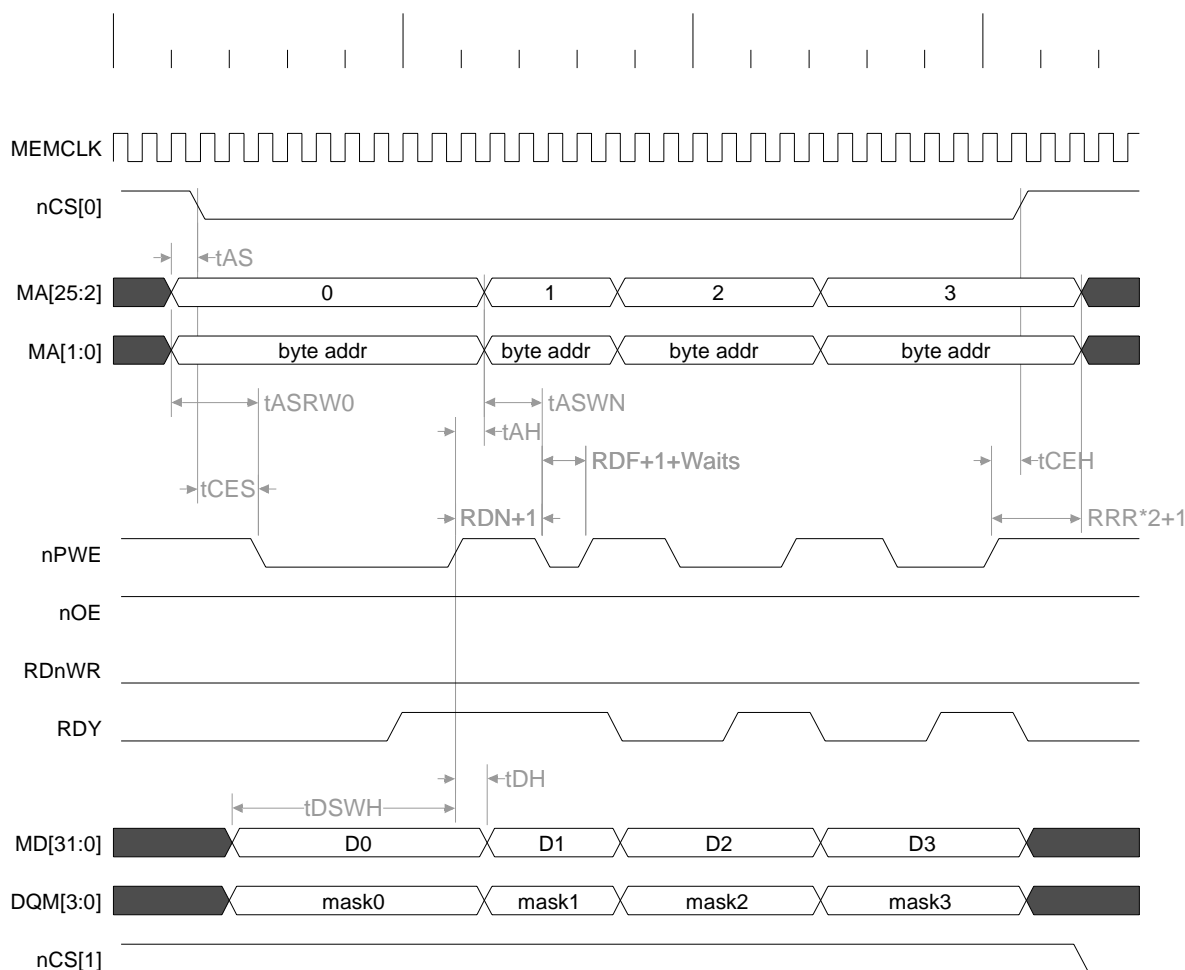 MEMCLK
nCS[0]
tAS
MA[25:2] 0 1 2 3
MA[1:0] byte addr byte addr byte addr byte addr
tASRW0 tASWN
tAH
RDF+1+Waits tCEH
tCES
RDN+1 RRR*2+1
nPWE
nOE
RDnWR
RDY
tDH
tDSWH
MD[31:0] D0 D1 D2 D3
DQM[3:0] mask0 mask1 mask2 mask3
nCS[1]